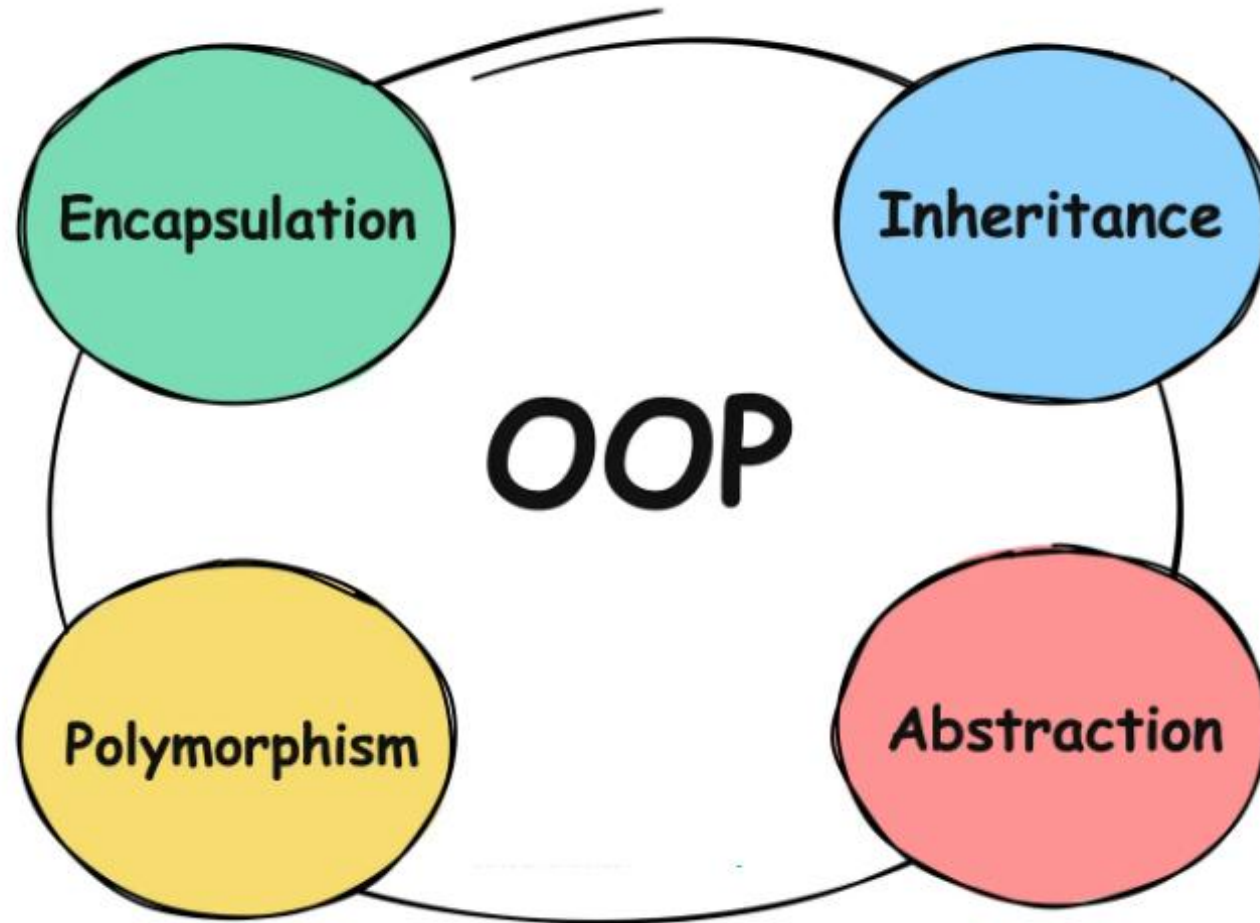 Encapsulation
Inheritance
OOP
Polymorphism
Abstraction